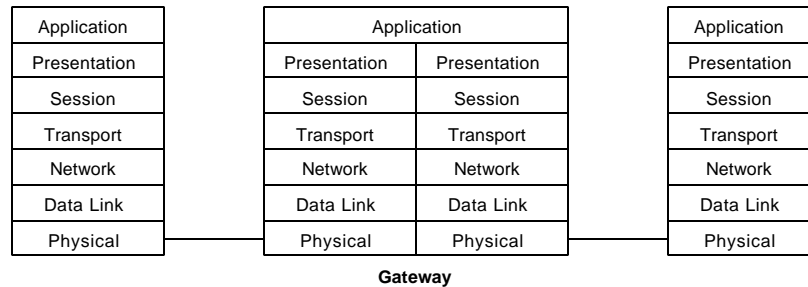 Application Application Application
Presentation Presentation Presentation Presentation
Session Session Session Session
Transport Transport Transport Transport
Network Network Network Network
Data Link Data Link Data Link Data Link
Physical Physical Physical Physical
Gateway